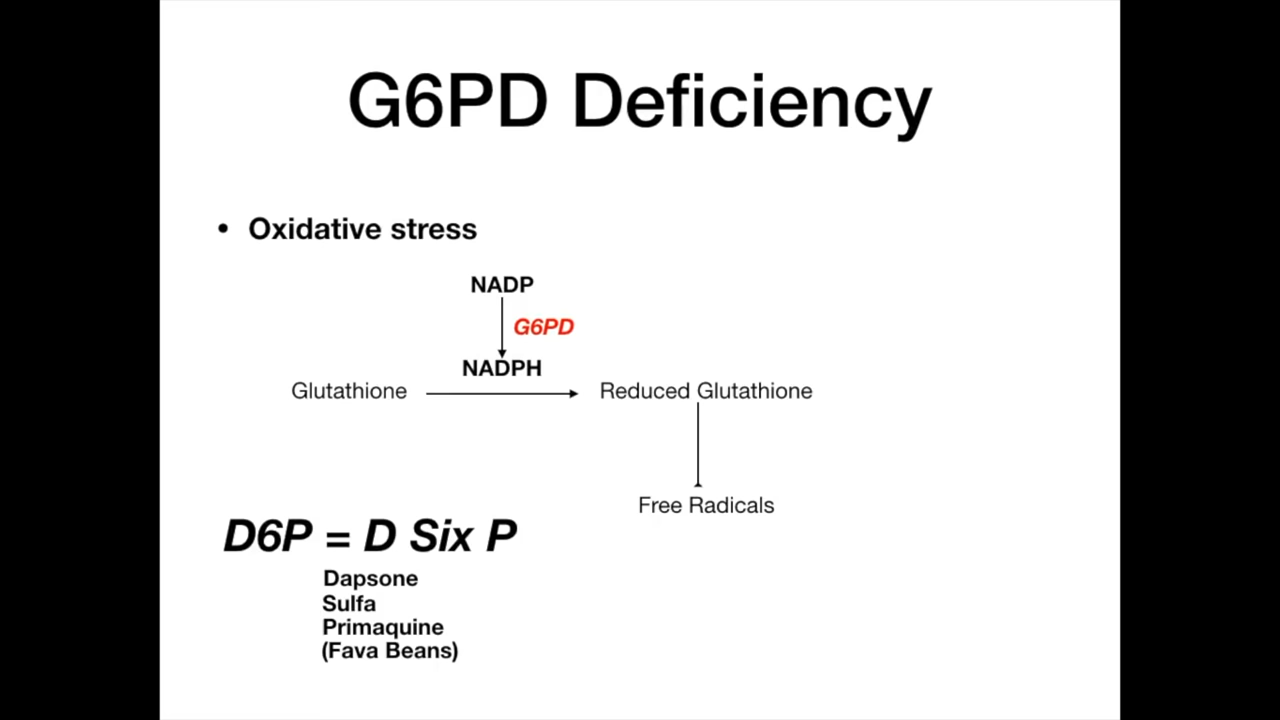 G6PD Deficiency
• Oxidative stress
NADP
G6PD
NADPH
Glutathione
Reduced Glutathione
Free Radicals
D6P = D Six P
Dapsone
Sulfa
Primaquine
(Fava Beans)